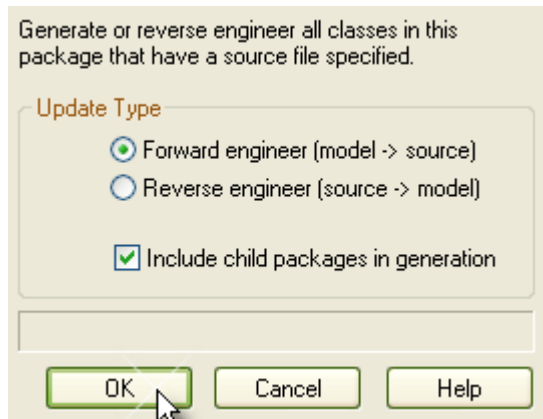 Generate or reverse engineer all classes in this
package that have a source file specified.
Update Type
Forward engineer (model -> source)
Reverse engineer (source -> model)
Include child packages in generation
OK Cancel Help